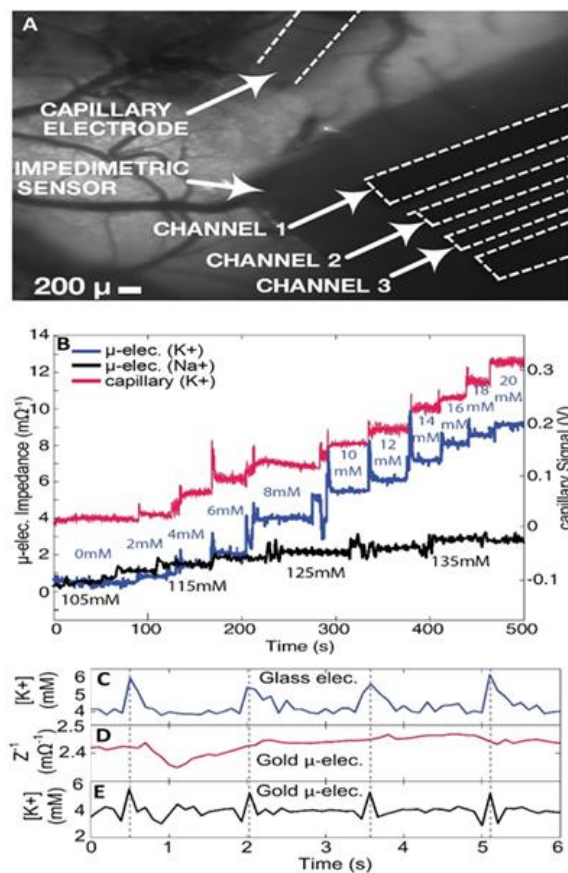 A
CAPILLARY
ELECTRODE
IMPEDIMETRIC
SENSOR
CHANNEL 1
CHANNEL 2
CHANNEL 3
200 µ
B
µ-elec. (K+)
µ-elec. (Na+)
capillary (K+)
µ-elec. Impedance (mΩ⁻¹)
14
12
10
8
6
4
2
0
capillary Signal (V)
0.3
0.2
0.1
0
-0.1
0mM
2mM
4mM
6mM
8mM
10
mM
12
mM
14
mM
16
mM
18
mM
20
mM
105mM
115mM
125mM
135mM
0 100 200 300 400 500
Time (s)
C
[K+]
(mM)
6
5
4
Glass elec.
D
Z⁻¹
(mΩ⁻¹)
2.5
2.4
Gold µ-elec.
E
[K+]
(mM)
6
4
2
Gold µ-elec.
0 1 2 3 4 5 6
Time (s)